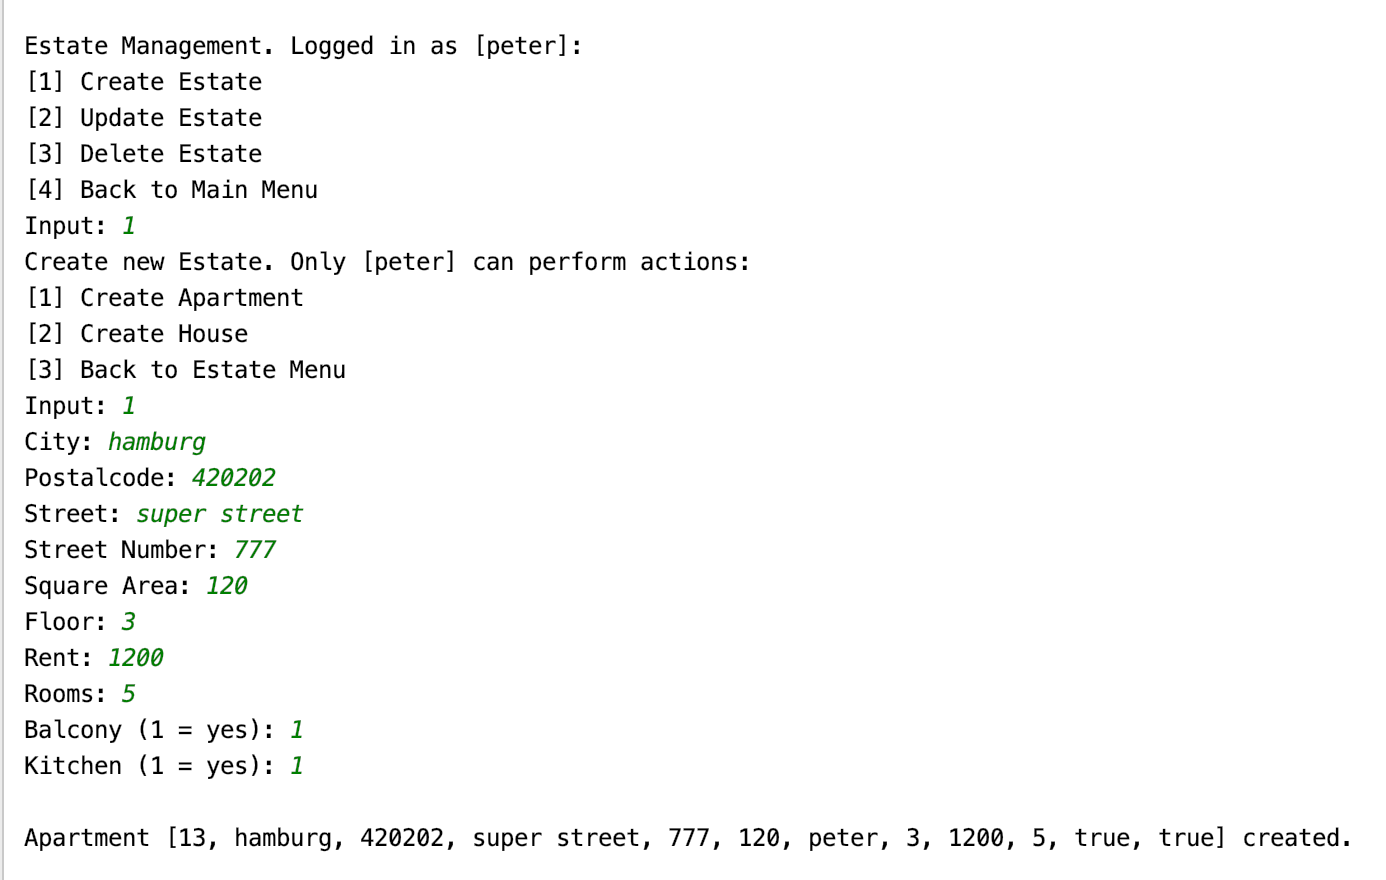 Estate Management. Logged in as [peter]:
[1] Create Estate
[2] Update Estate
[3] Delete Estate
[4] Back to Main Menu
Input: 1
Create new Estate. Only [peter] can perform actions:
[1] Create Apartment
[2] Create House
[3] Back to Estate Menu
Input: 1
City: hamburg
Postalcode: 420202
Street: super street
Street Number: 777
Square Area: 120
Floor: 3
Rent: 1200
Rooms: 5
Balcony (1 = yes): 1
Kitchen (1 = yes): 1
Apartment [13, hamburg, 420202, super street, 777, 120, peter, 3, 1200, 5, true, true] created.